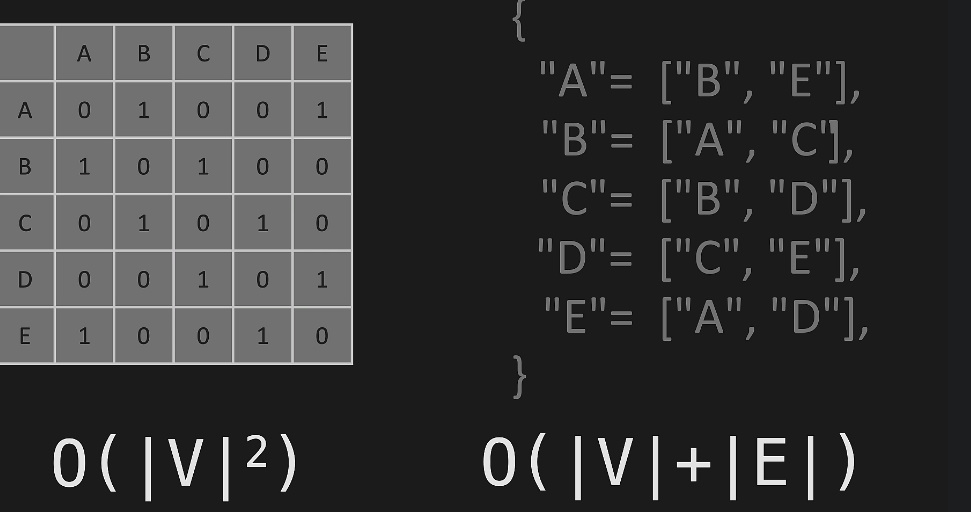 A B C D E
A 0 1 0 0 1
B 1 0 1 0 0
C 0 1 0 1 0
D 0 0 1 0 1
E 1 0 0 1 0
O(|V|²)
{
"A"= ["B", "E"],
"B"= ["A", "C"],
"C"= ["B", "D"],
"D"= ["C", "E"],
"E"= ["A", "D"],
}
O(|V|+|E|)